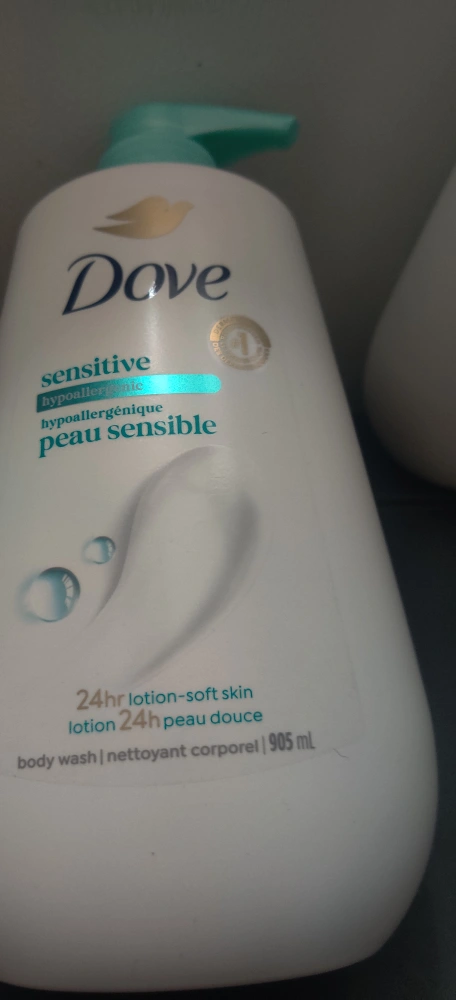 Dove
#1
sensitive
hypoallergenic
hypoallergénique
peau sensible
24hr lotion-soft skin
lotion 24h peau douce
body wash | nettoyant corporel | 905 mL